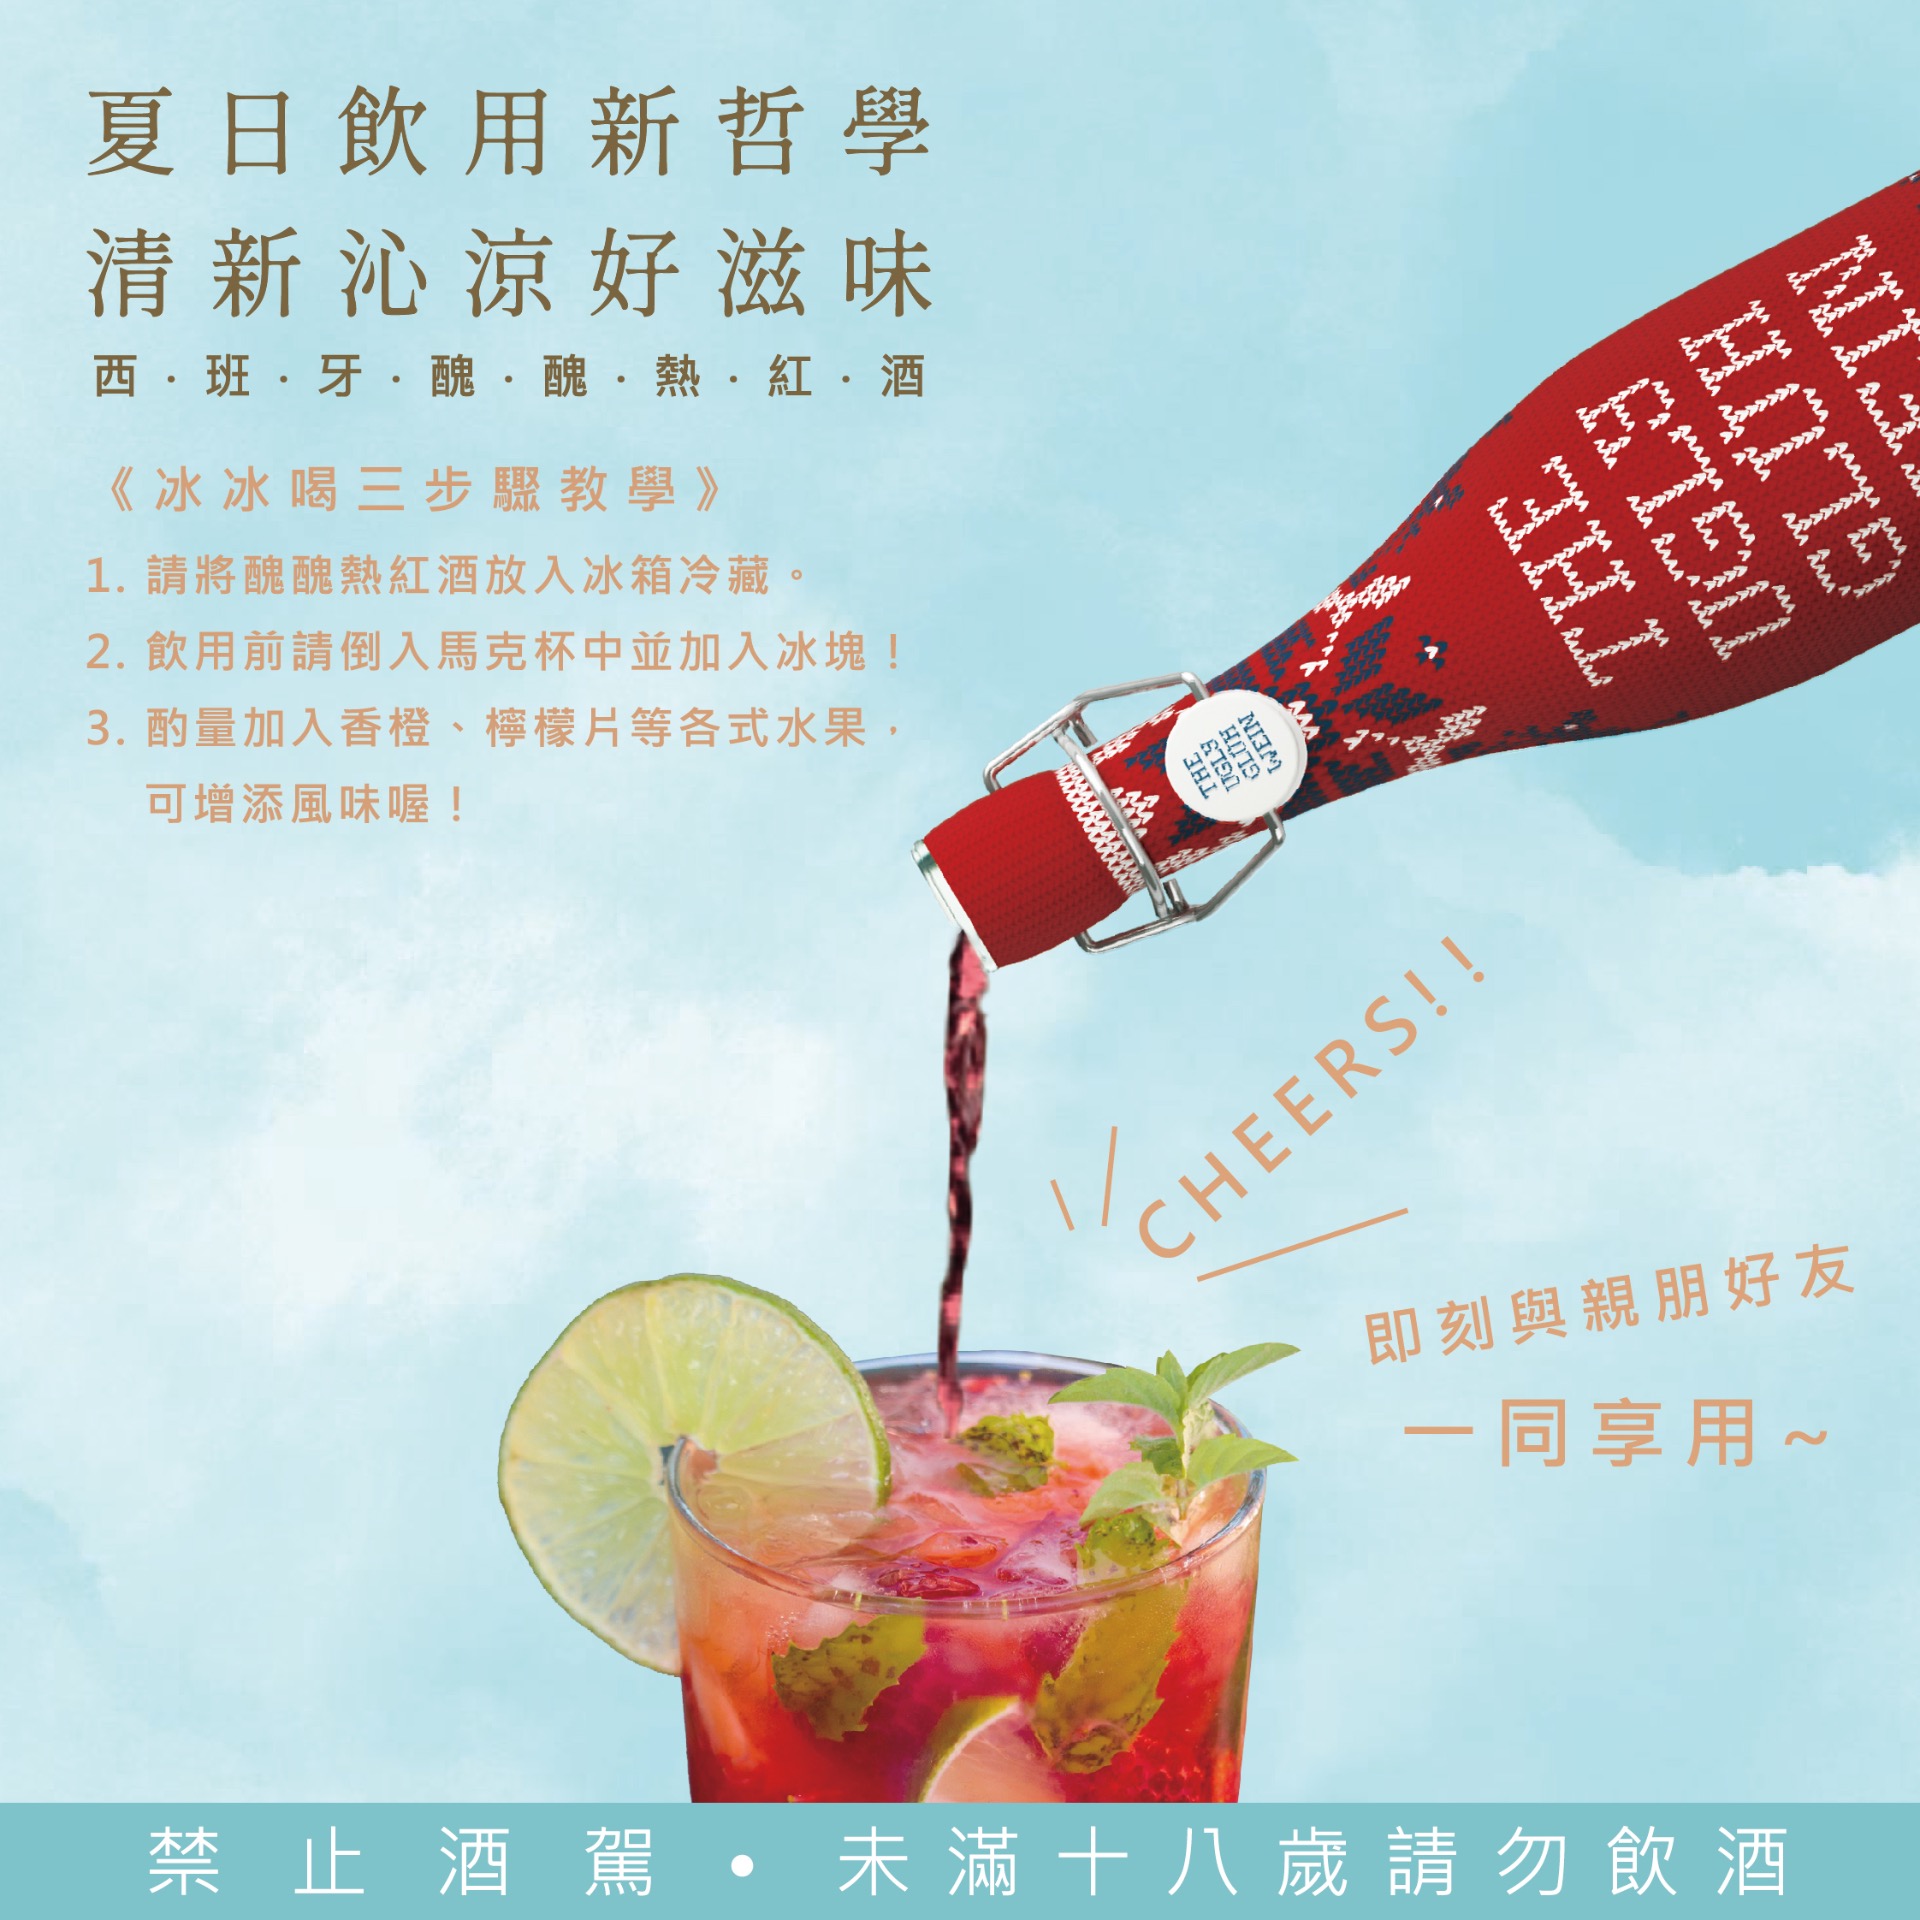 夏日飲用新哲學
清新沁涼好滋味
西·班·牙·醜·醜·熱·紅·酒
《冰冰喝三步驟教學》
1. 請將醜醜熱紅酒放入冰箱冷藏。
2. 飲用前請倒入馬克杯中並加入冰塊！
3. 酌量加入香橙、檸檬片等各式水果，
可增添風味喔！
THE
UGLY
GLUH
WEIN
THE
CHEERS!!
即刻與親朋好友
一同享用~
禁止酒駕•未滿十八歲請勿飲酒